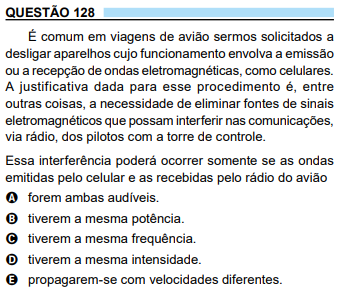 QUESTÃO 128
É comum em viagens de avião sermos solicitados a
desligar aparelhos cujo funcionamento envolva a emissão
ou a recepção de ondas eletromagnéticas, como celulares.
A justificativa dada para esse procedimento é, entre
outras coisas, a necessidade de eliminar fontes de sinais
eletromagnéticos que possam interferir nas comunicações,
via rádio, dos pilotos com a torre de controle.
Essa interferência poderá ocorrer somente se as ondas
emitidas pelo celular e as recebidas pelo rádio do avião
A forem ambas audíveis.
B tiverem a mesma potência.
C tiverem a mesma frequência.
D tiverem a mesma intensidade.
E propagarem-se com velocidades diferentes.